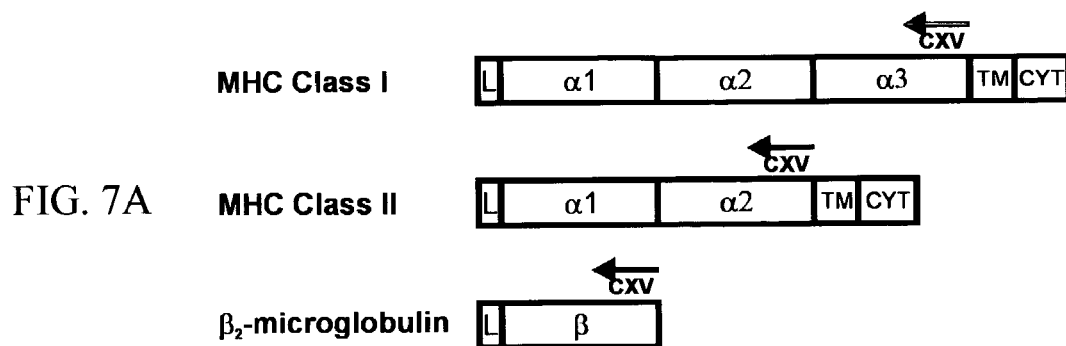 CXV
MHC Class I L α1 α2 α3 TM CYT
CXV
FIG. 7A MHC Class II L α1 α2 TM CYT
CXV
β₂-microglobulin L β